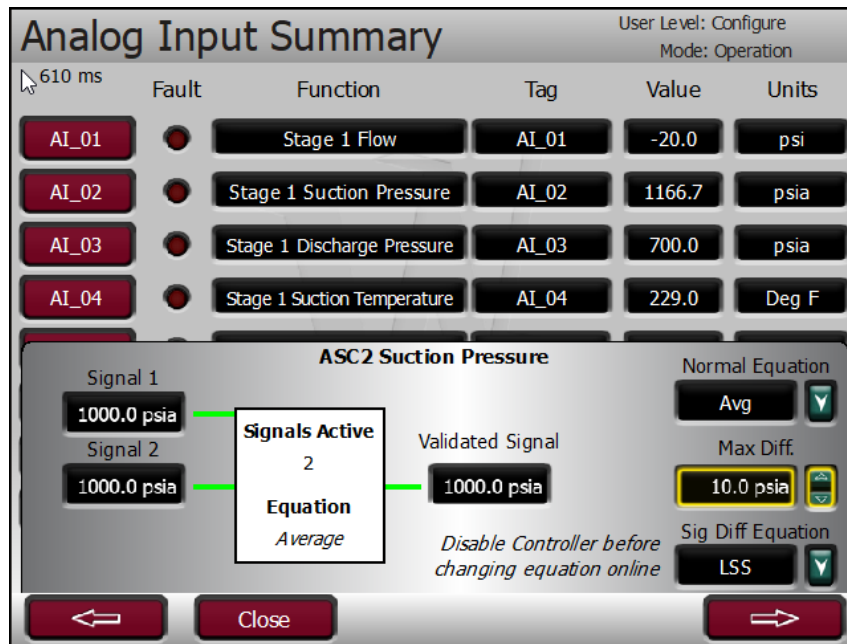 Analog Input Summary
User Level: Configure
Mode: Operation
610 ms
Fault Function Tag Value Units
AI_01 Stage 1 Flow AI_01 -20.0 psi
AI_02 Stage 1 Suction Pressure AI_02 1166.7 psia
AI_03 Stage 1 Discharge Pressure AI_03 700.0 psia
AI_04 Stage 1 Suction Temperature AI_04 229.0 Deg F
ASC2 Suction Pressure
Signal 1
1000.0 psia
Signal 2
1000.0 psia
Signals Active
2
Equation
Average
Validated Signal
1000.0 psia
Disable Controller before
changing equation online
Normal Equation
Avg
Max Diff.
10.0 psia
Sig Diff Equation
LSS
Close